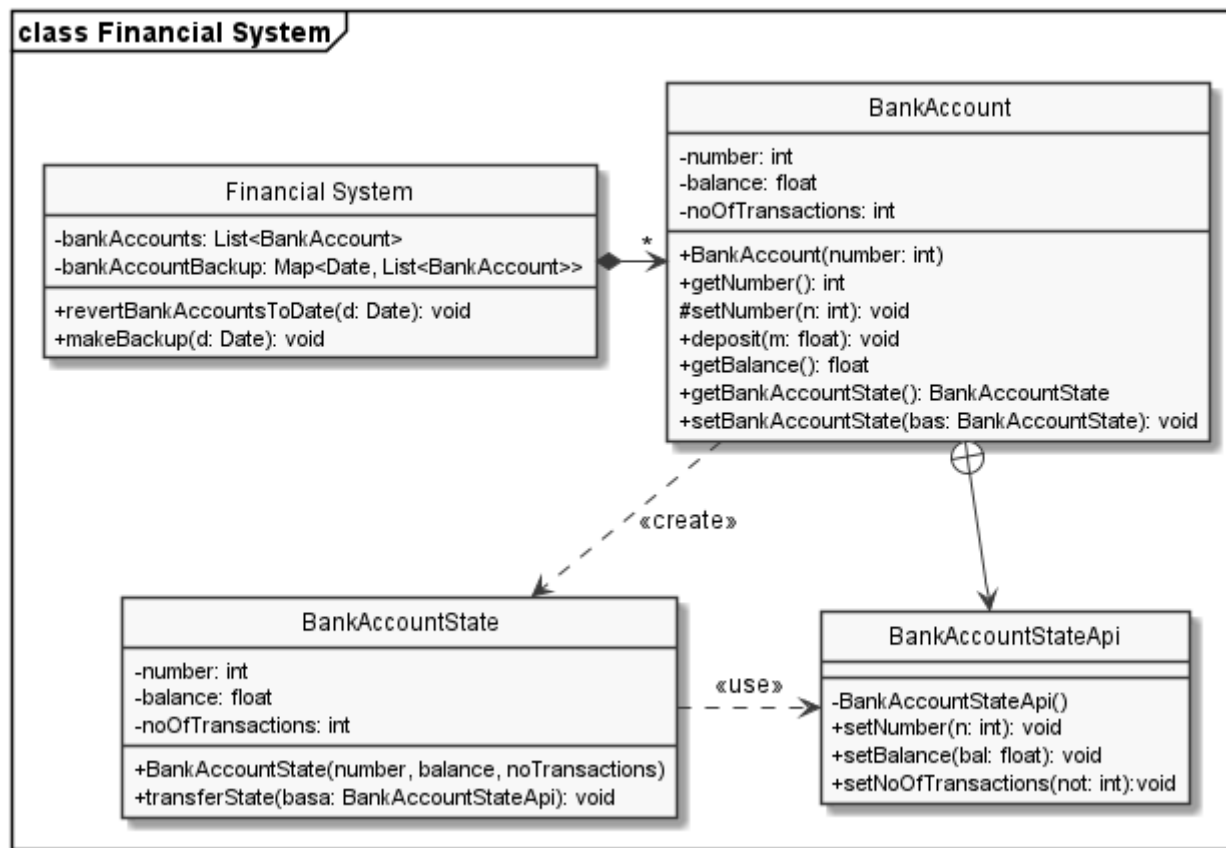 class Financial System
BankAccount
-number: int
-balance: float
-noOfTransactions: int
+BankAccount(number: int)
+getNumber(): int
#setNumber(n: int): void
+deposit(m: float): void
+getBalance(): float
+getBankAccountState(): BankAccountState
+setBankAccountState(bas: BankAccountState): void
Financial System
-bankAccounts: List<BankAccount>
-bankAccountBackup: Map<Date, List<BankAccount>>
+revertBankAccountsToDate(d: Date): void
+makeBackup(d: Date): void
*
«create»
BankAccountState
-number: int
-balance: float
-noOfTransactions: int
+BankAccountState(number, balance, noTransactions)
+transferState(basa: BankAccountStateApi): void
«use»
BankAccountStateApi
-BankAccountStateApi()
+setNumber(n: int): void
+setBalance(bal: float): void
+setNoOfTransactions(not: int):void